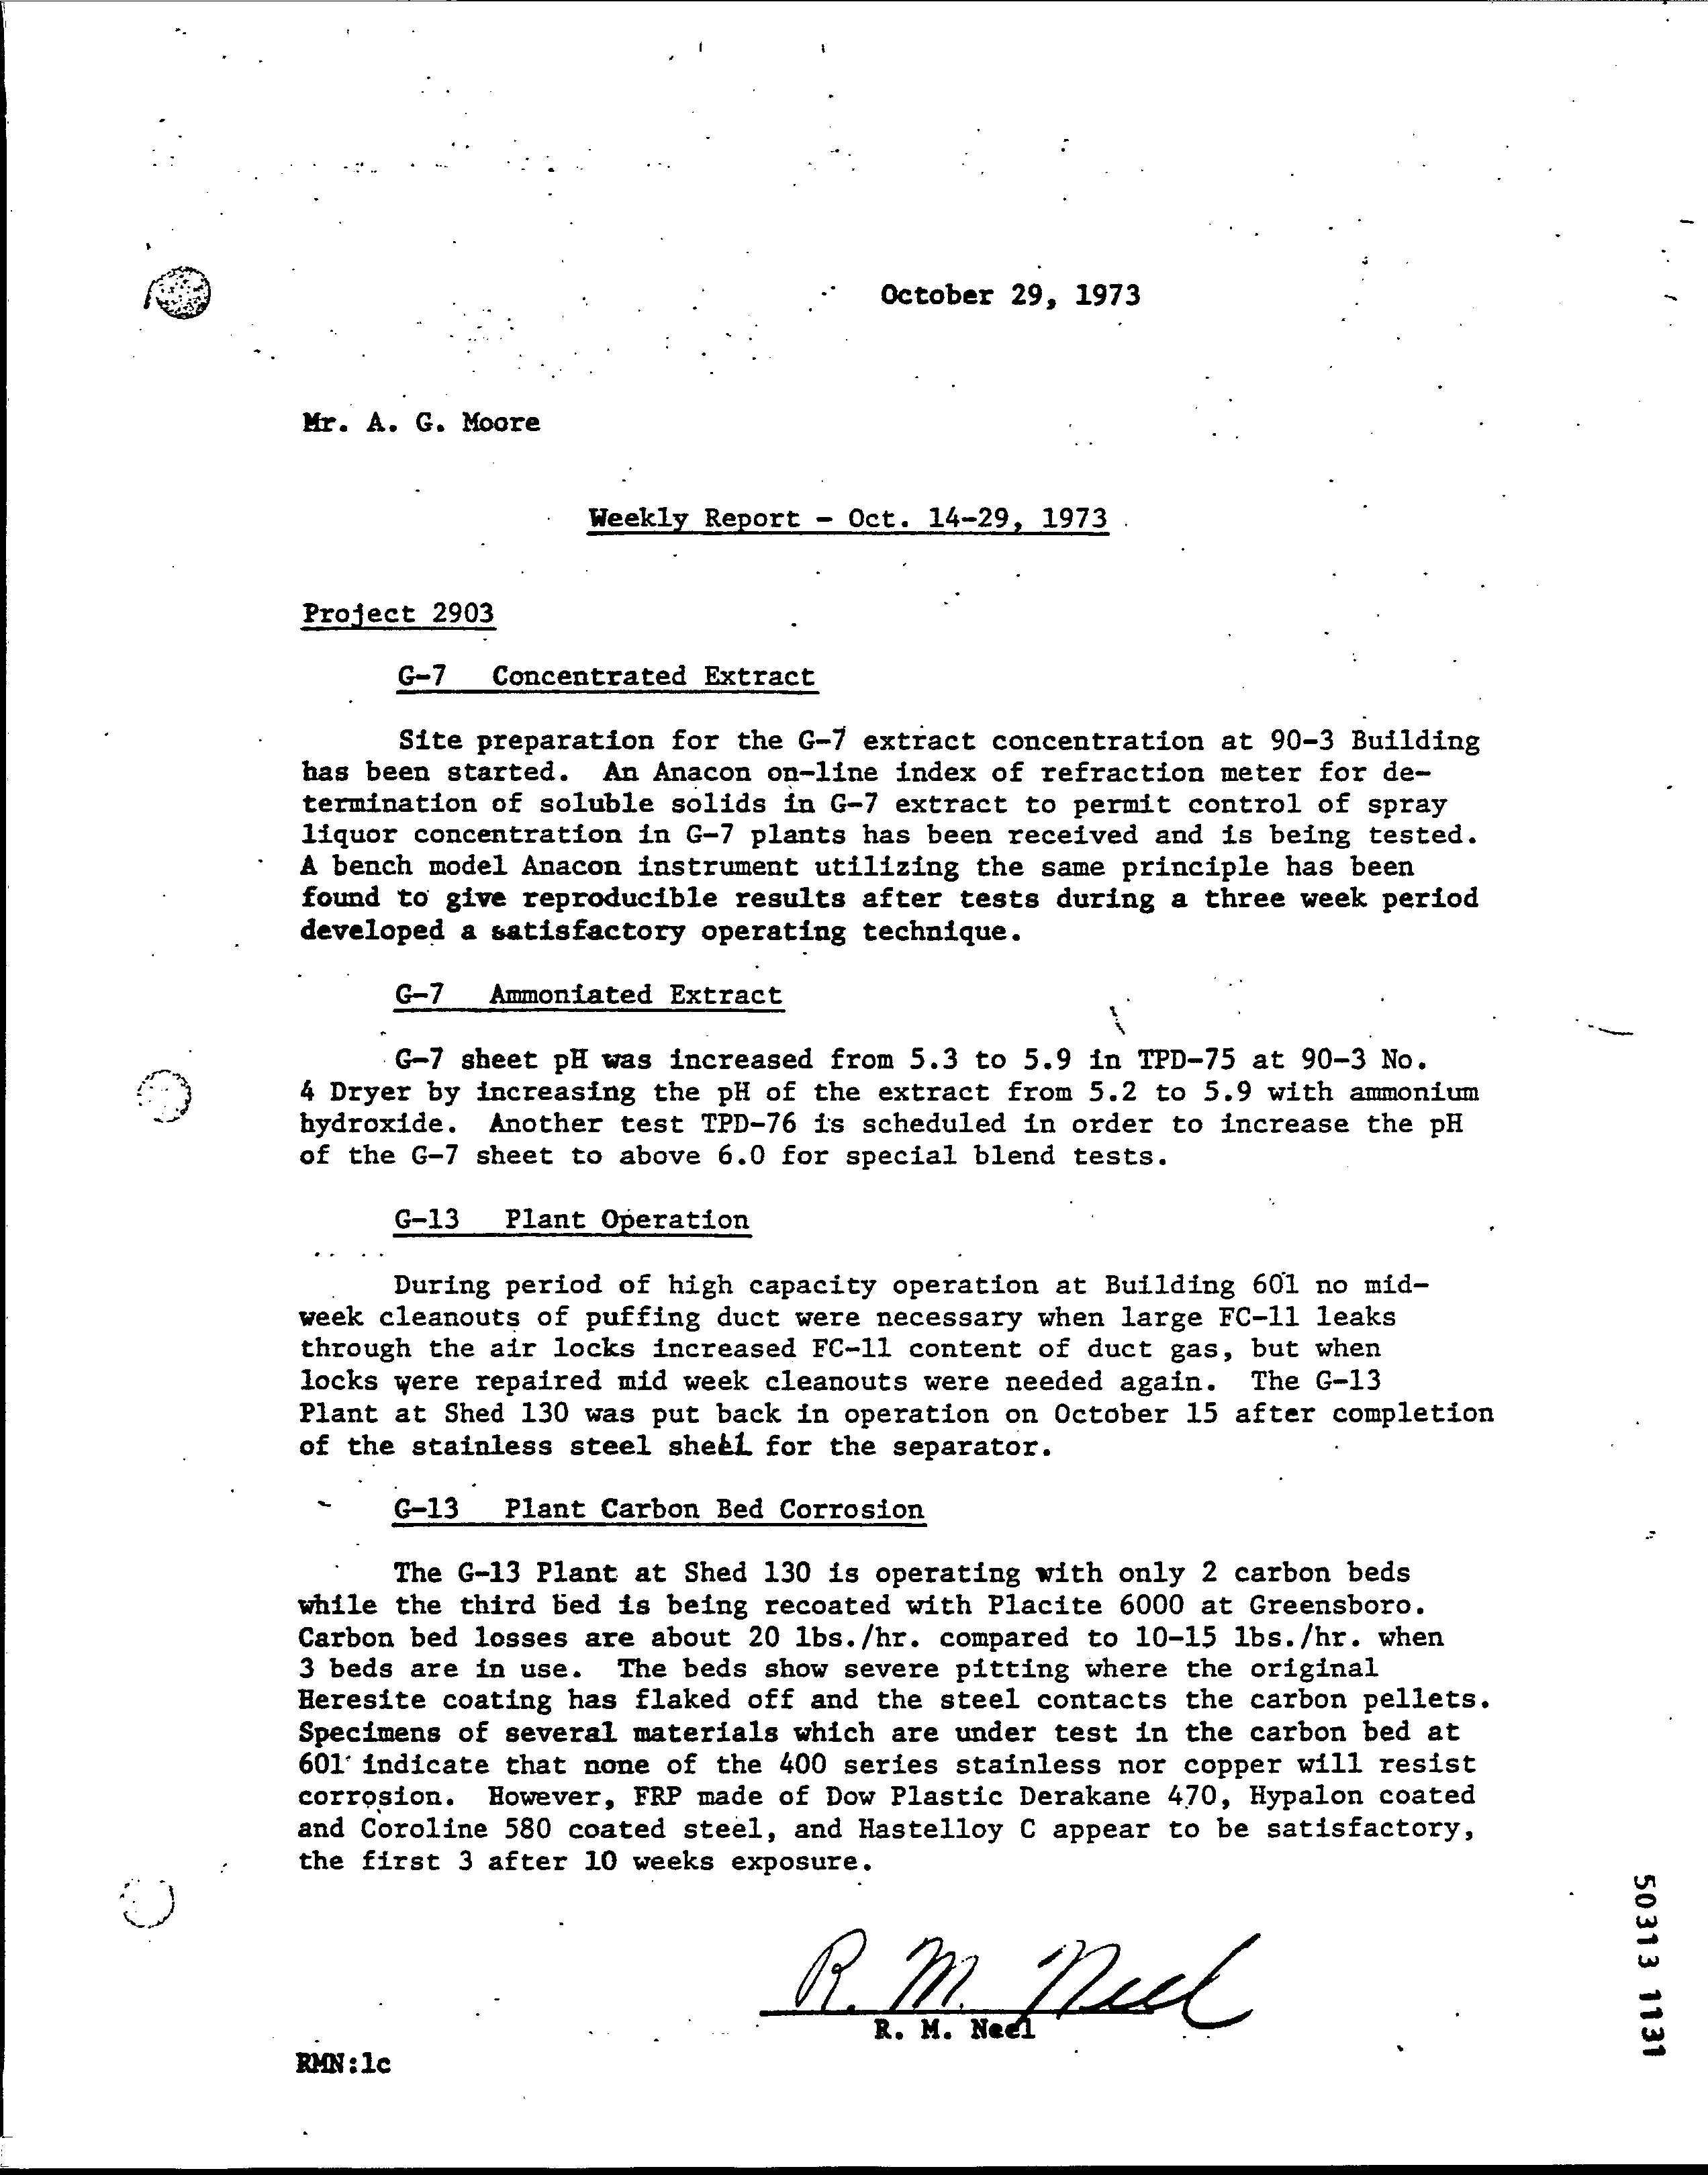 October 29, 1973
Mr. A. G. Moore
Weekly Report - Oct. 14-29, 1973
Project 2903
G-7 Concentrated Extract
Site preparation for the G-7 extract concentration at 90-3 Building
has been started. An Anacon on-line index of refraction meter for de-
termination of soluble solids in G-7 extract to permit control of spray
liquor concentration in G-7 plants has been received and is being tested.
A bench model Anacon instrument utilizing the same principle has been
found to give reproducible results after tests during a three week period
developed a satisfactory operating technique.
G-7 Ammoniated Extract
G-7 sheet pH was increased from 5.3 to 5.9 in TPD-75 at 90-3 No.
4 Dryer by increasing the pH of the extract from 5.2 to 5.9 with ammonium
hydroxide. Another test TPD-76 is scheduled in order to increase the pH
of the G-7 sheet to above 6.0 for special blend tests.
G-13 Plant Operation
During period of high capacity operation at Building 601 no mid-
week cleanouts of puffing duct were necessary when large FC-11 leaks
through the air locks increased FC-11 content of duct gas, but when
locks were repaired mid week cleanouts were needed again. The G-13
Plant at Shed 130 was put back in operation on October 15 after completion
of the stainless steel shell for the separator.
G-13 Plant Carbon Bed Corrosion
The G-13 Plant at Shed 130 is operating with only 2 carbon beds
while the third bed is being recoated with Placite 6000 at Greensboro.
Carbon bed losses are about 20 lbs./hr. compared to 10-15 lbs./hr. when
3 beds are in use. The beds show severe pitting where the original
Heresite coating has flaked off and the steel contacts the carbon pellets.
Specimens of several materials which are under test in the carbon bed at
601 indicate that none of the 400 series stainless nor copper will resist
corrosion. However, FRP made of Dow Plastic Derakane 470, Hypalon coated
and Coroline 580 coated steel, and Hastelloy C appear to be satisfactory,
the first 3 after 10 weeks exposure.
R. M. Neel
R. M. Neel
RMN:lc
50313 1131